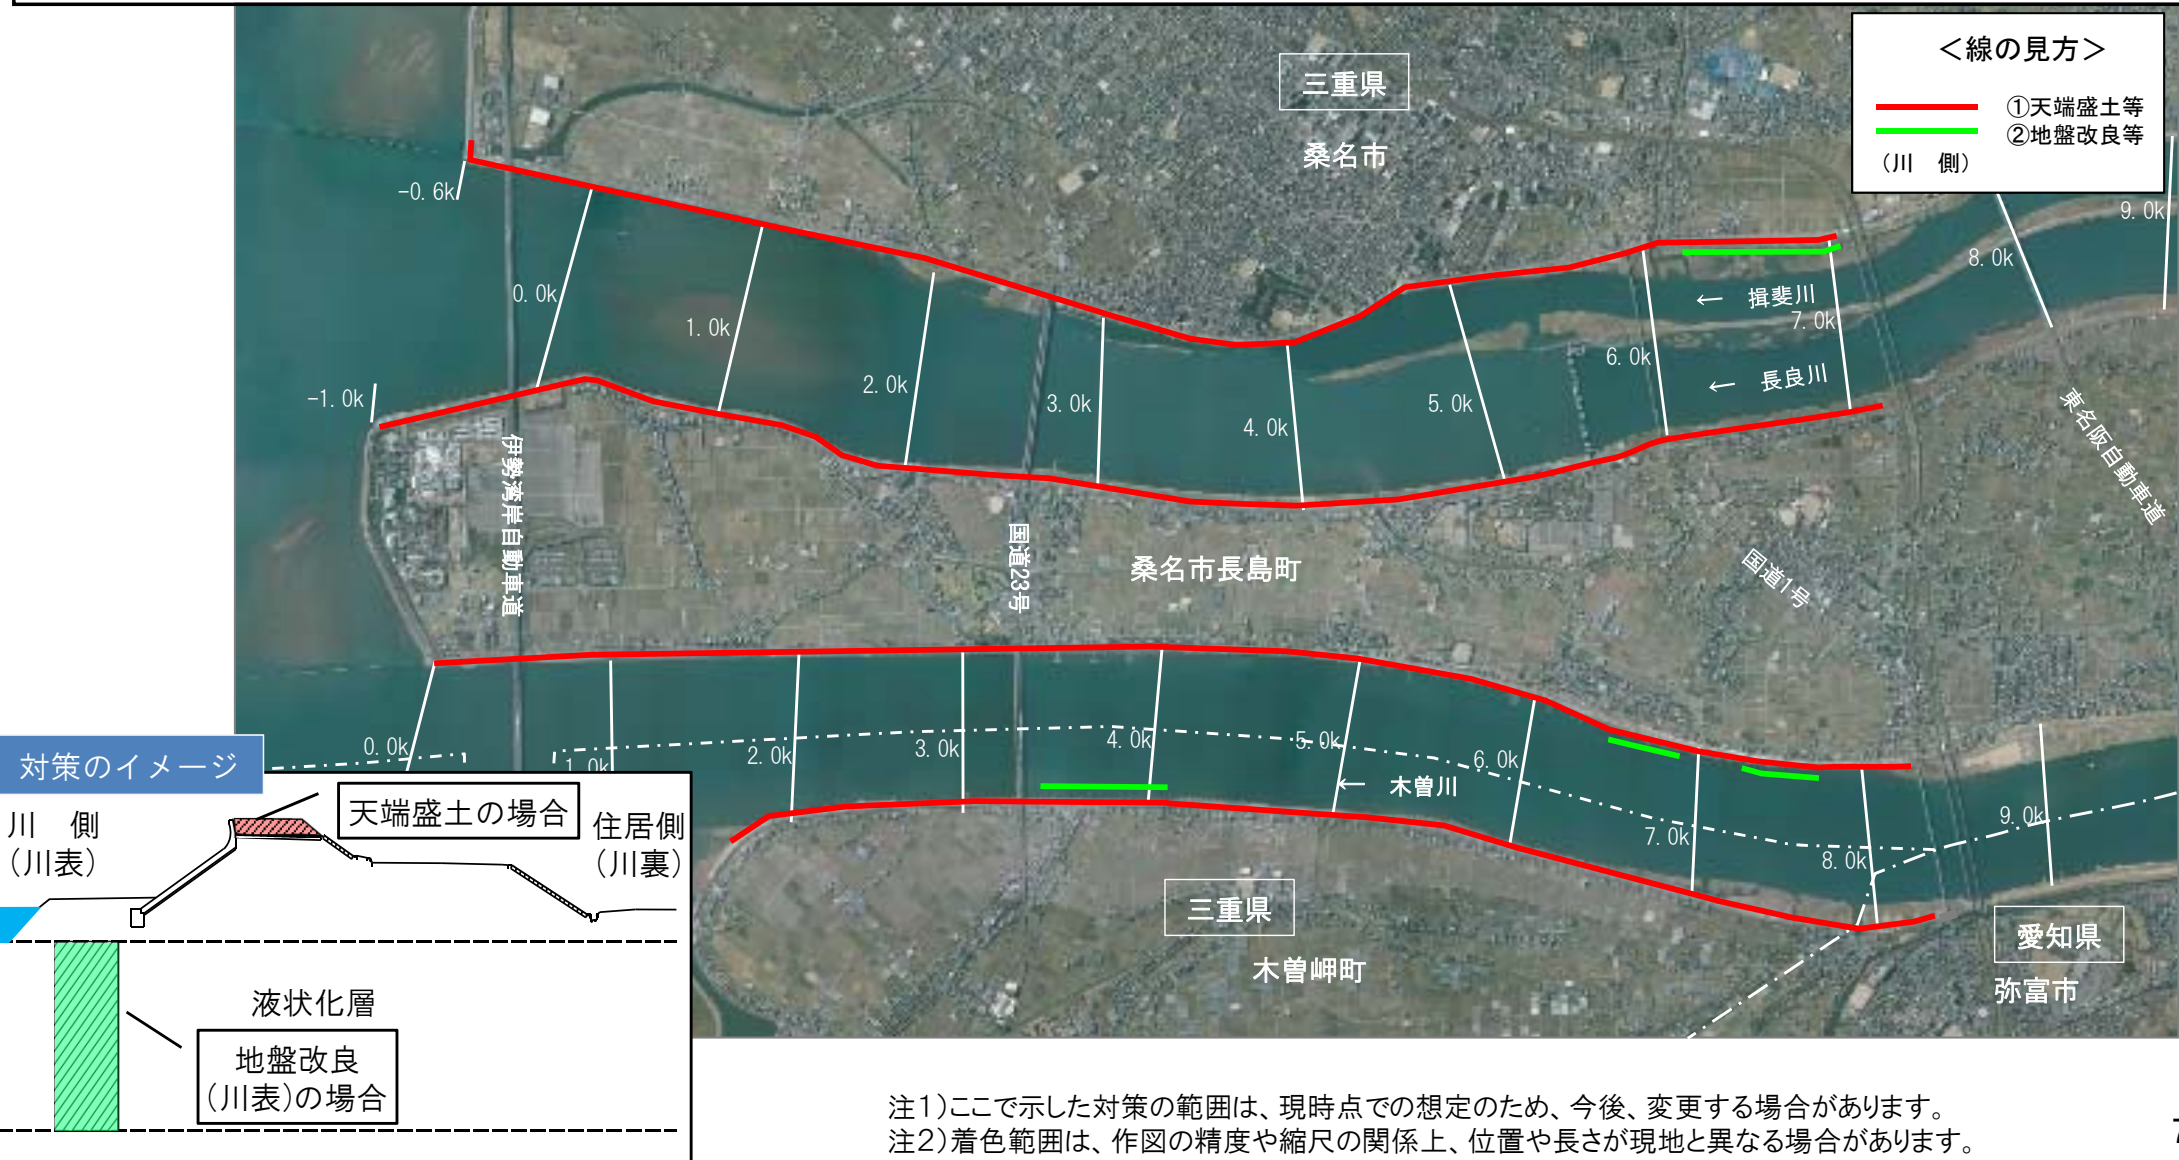 ＜線の見方＞
①天端盛土等
②地盤改良等
（川　側）
三重県
桑名市
-0.6k
0.0k
1.0k
2.0k
3.0k
4.0k
5.0k
6.0k
7.0k
8.0k
9.0k
← 揖斐川
← 長良川
-1.0k
伊勢湾岸自動車道
国道23号
桑名市長島町
国道1号
東名阪自動車道
0.0k
1.0k
2.0k
3.0k
4.0k
5.0k
6.0k
7.0k
8.0k
9.0k
← 木曽川
三重県
木曽岬町
愛知県
弥富市
対策のイメージ
川　側
（川表）
天端盛土の場合
住居側
（川裏）
液状化層
地盤改良
（川表）の場合
注１）ここで示した対策の範囲は、現時点での想定のため、今後、変更する場合があります。
注２）着色範囲は、作図の精度や縮尺の関係上、位置や長さが現地と異なる場合があります。